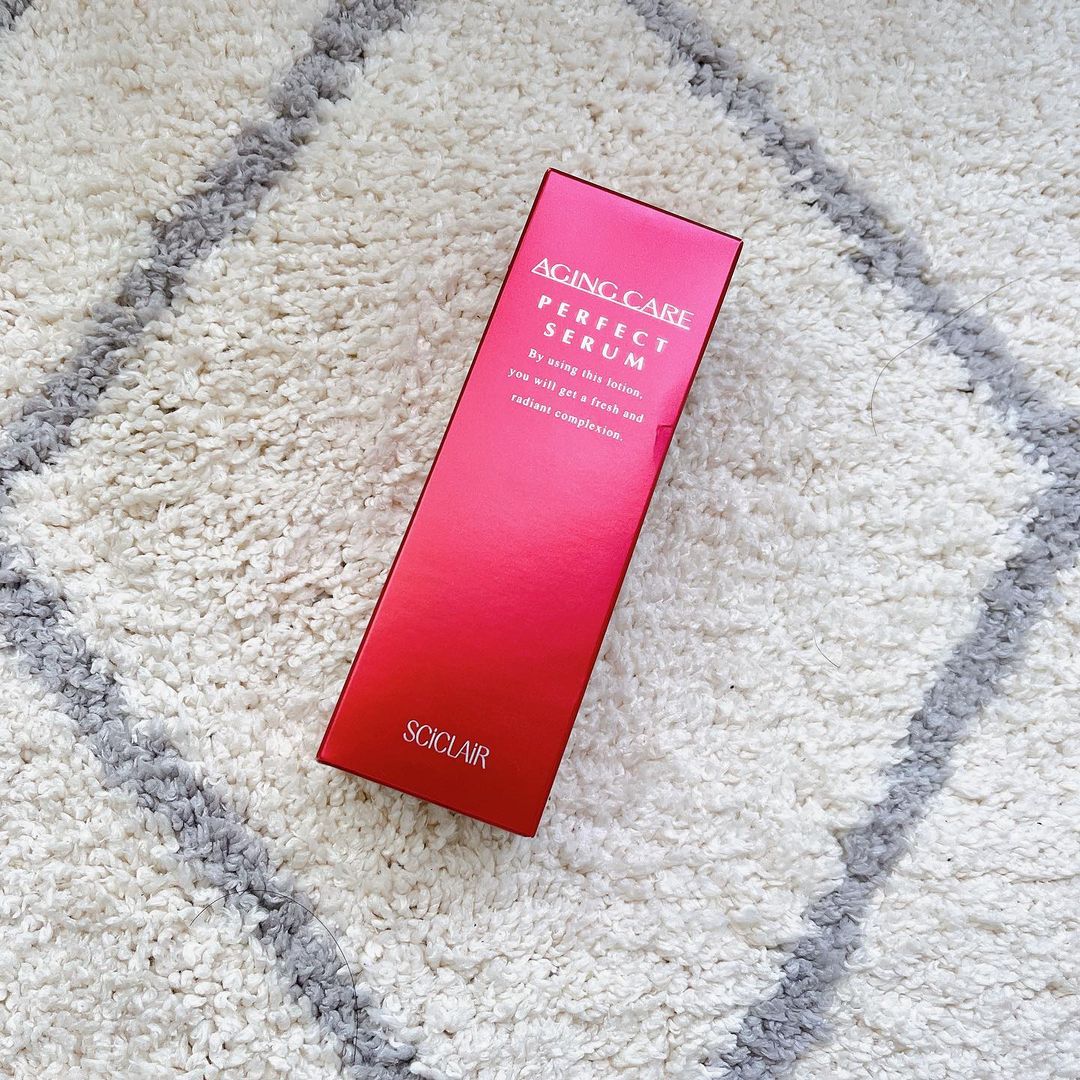 AGING CARE
PERFECT
SERUM
By using this lotion,
you will get a fresh and
radiant complexion.
SCiCLAiR